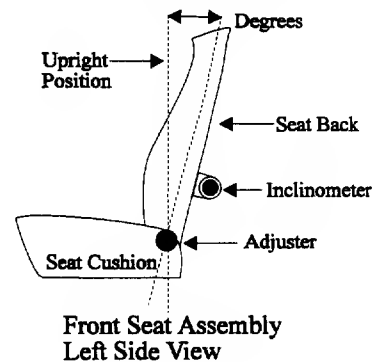 Degrees
Upright
Position
Seat Back
Inclinometer
Adjuster
Seat Cushion
Front Seat Assembly
Left Side View